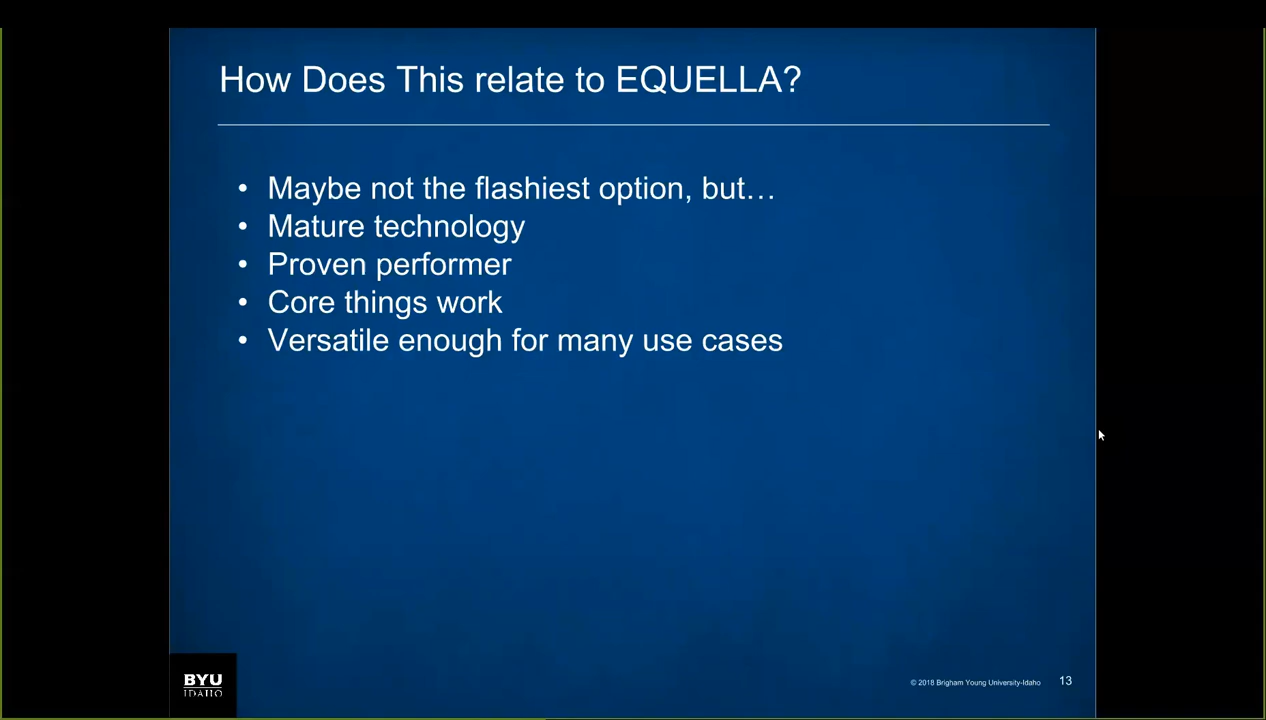 How Does This relate to EQUELLA?
• Maybe not the flashiest option, but…
• Mature technology
• Proven performer
• Core things work
• Versatile enough for many use cases
BYU
IDAHO
© 2018 Brigham Young University-Idaho 13